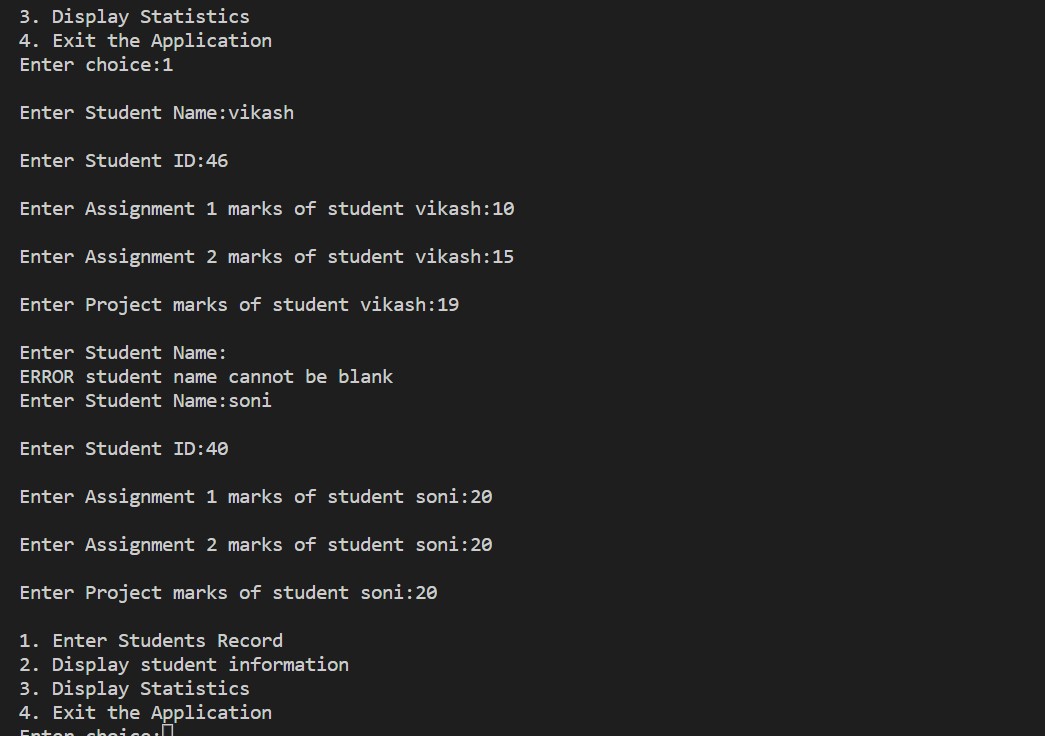 3. Display Statistics
4. Exit the Application
Enter choice:1
Enter Student Name:vikash
Enter Student ID:46
Enter Assignment 1 marks of student vikash:10
Enter Assignment 2 marks of student vikash:15
Enter Project marks of student vikash:19
Enter Student Name:
ERROR student name cannot be blank
Enter Student Name:soni
Enter Student ID:40
Enter Assignment 1 marks of student soni:20
Enter Assignment 2 marks of student soni:20
Enter Project marks of student soni:20
1. Enter Students Record
2. Display student information
3. Display Statistics
4. Exit the Application
Enter choice: